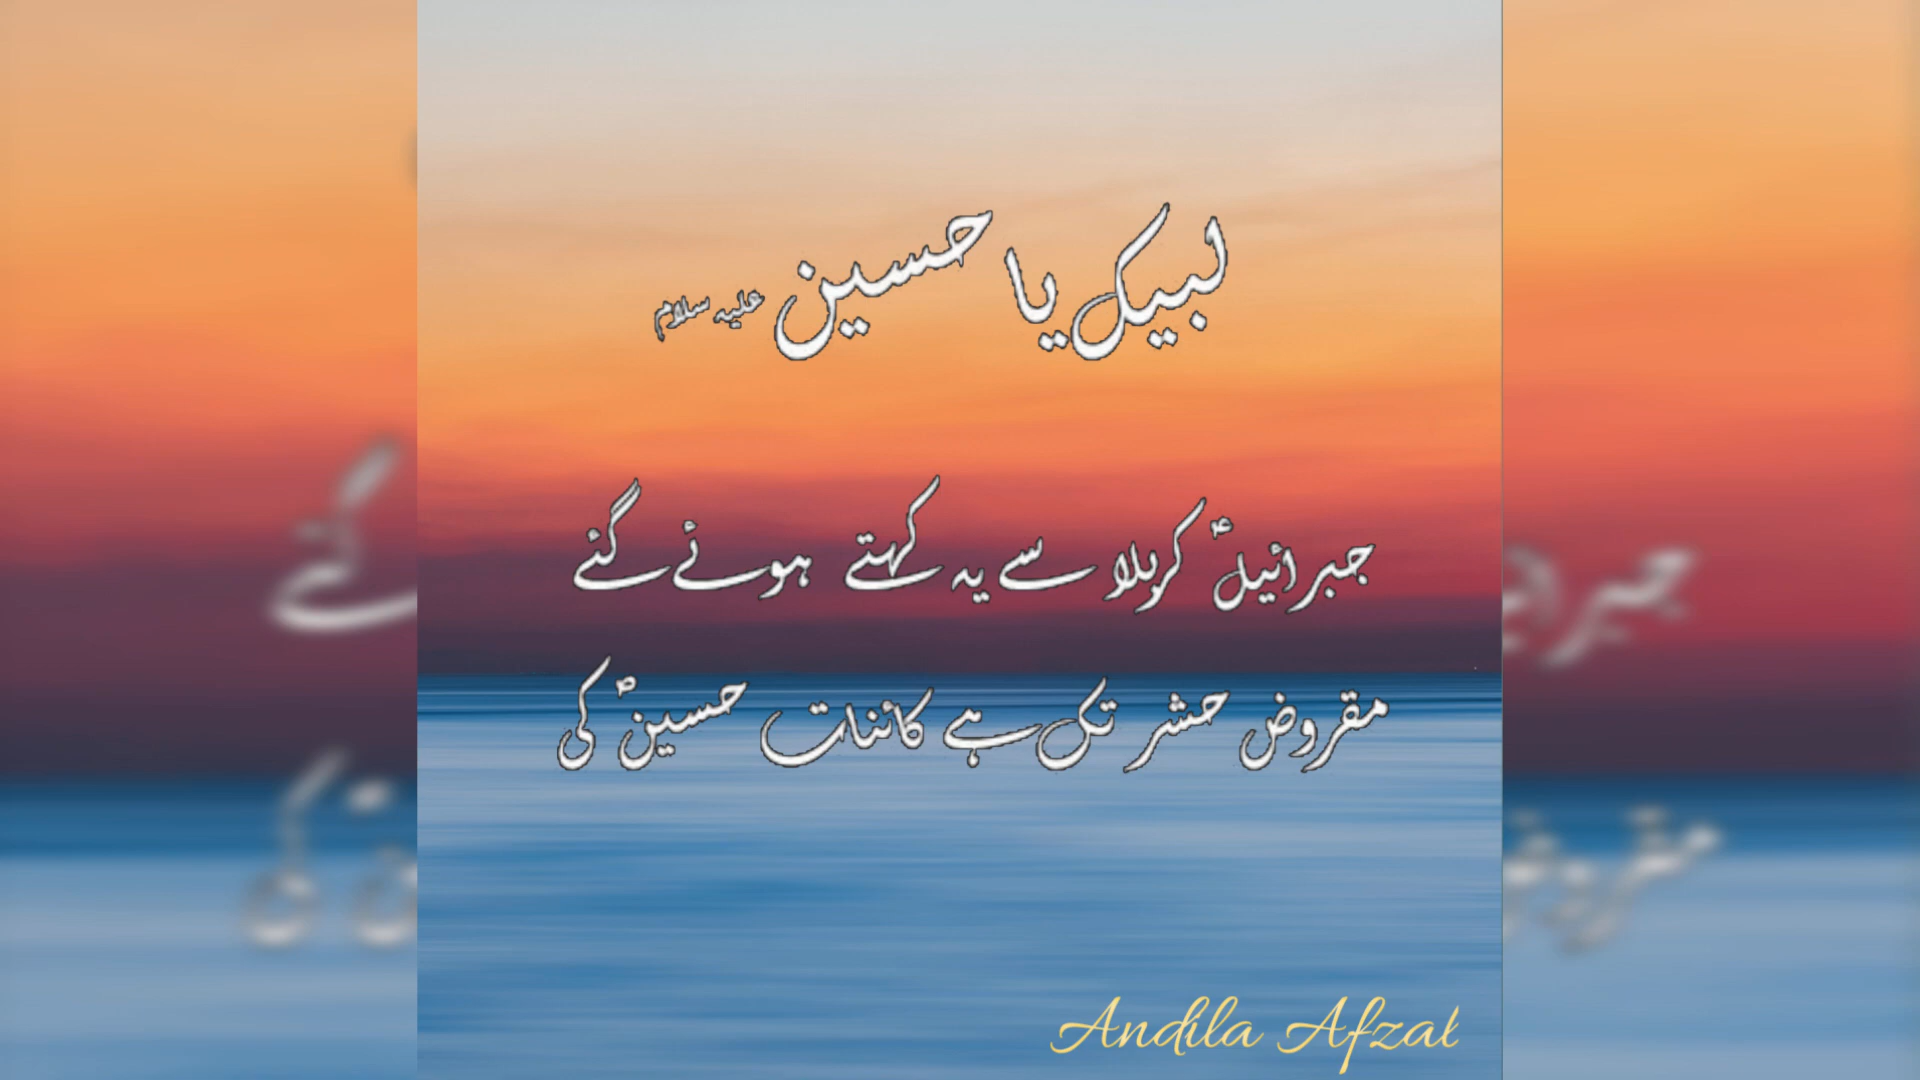 لبیک یا حسین علیہ سلام
جبرائیلؑ کربلا سے یہ کہتے ہوئے گئے
مقروض حشر تک ہے کائنات حسینؑ کی
Andila Afzal